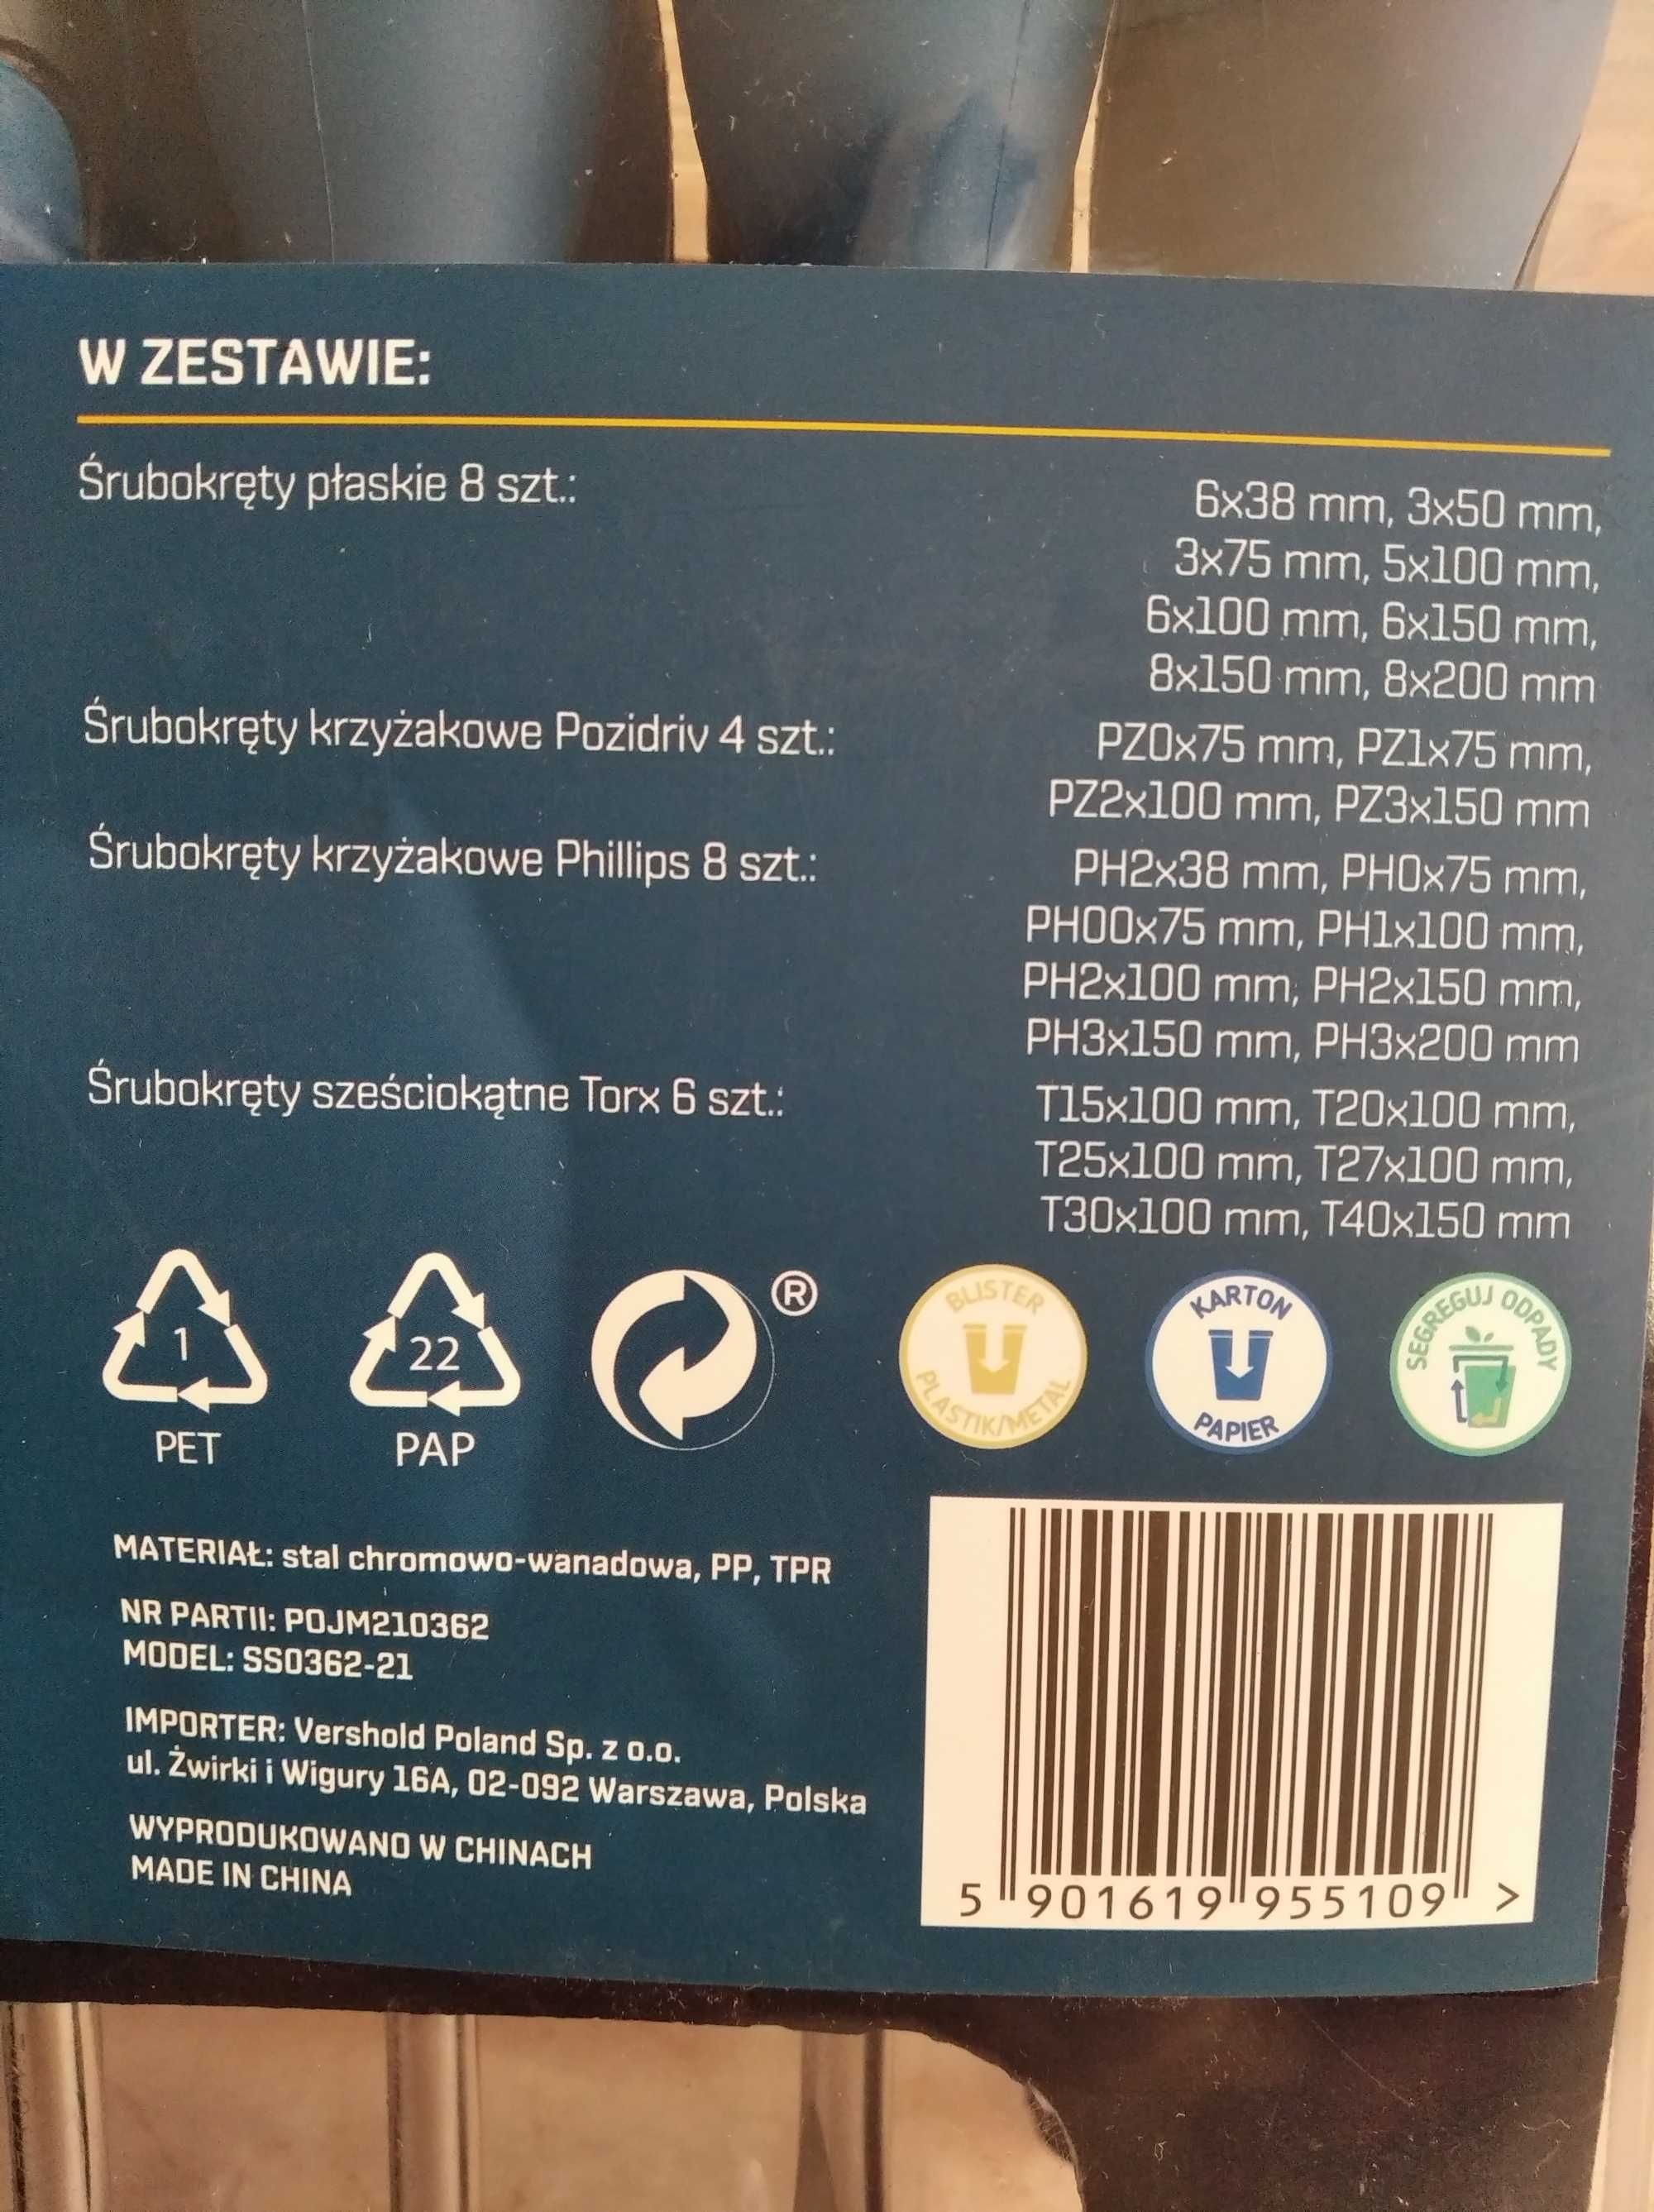 W ZESTAWIE:
Śrubokręty płaskie 8 szt.:
6x38 mm, 3x50 mm,
3x75 mm, 5x100 mm,
6x100 mm, 6x150 mm,
8x150 mm, 8x200 mm
Śrubokręty krzyżakowe Pozidriv 4 szt.:
PZ0x75 mm, PZ1x75 mm,
PZ2x100 mm, PZ3x150 mm
Śrubokręty krzyżakowe Phillips 8 szt.:
PH2x38 mm, PH0x75 mm,
PH00x75 mm, PH1x100 mm,
PH2x100 mm, PH2x150 mm,
PH3x150 mm, PH3x200 mm
Śrubokręty sześciokątne Torx 6 szt.:
T15x100 mm, T20x100 mm,
T25x100 mm, T27x100 mm,
T30x100 mm, T40x150 mm
1
PET
22
PAP
®
BLISTER
PLASTIK/METAL
KARTON
PAPIER
SEGREGUJ ODPADY
MATERIAŁ: stal chromowo-wanadowa, PP, TPR
NR PARTII: POJM210362
MODEL: SS0362-21
IMPORTER: Vershold Poland Sp. z o.o.
ul. Żwirki i Wigury 16A, 02-092 Warszawa, Polska
WYPRODUKOWANO W CHINACH
MADE IN CHINA
5 901619 955109 >